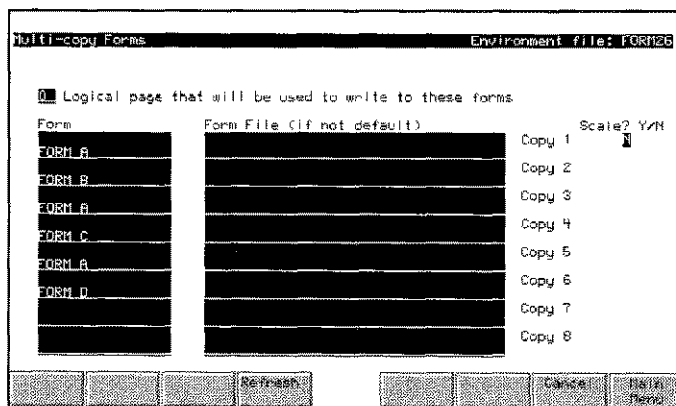 Multi-copy Forms Environment file: FORM26
0 Logical page that will be used to write to these forms
Form Form File (if not default) Scale? Y/N
FORM A Copy 1 N
FORM B Copy 2
FORM A Copy 3
FORM C Copy 4
FORM A Copy 5
FORM D Copy 6
Copy 7
Copy 8
Refresh Cancel Main Menu